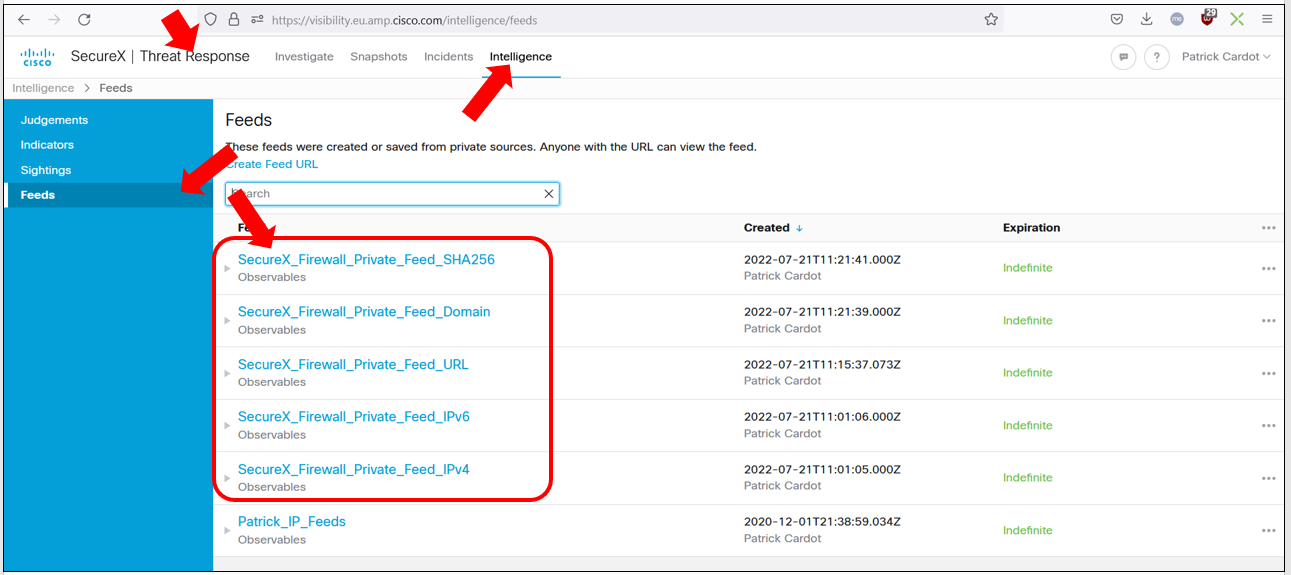 https://visibility.eu.amp.cisco.com/intelligence/feeds
29
me
cisco
SecureX | Threat Response
Investigate
Snapshots
Incidents
Intelligence
?
Patrick Cardot
Intelligence > Feeds
Judgements
Indicators
Sightings
Feeds
Feeds
These feeds were created or saved from private sources. Anyone with the URL can view the feed.
Create Feed URL
Search
Created ↓
Expiration
SecureX_Firewall_Private_Feed_SHA256
Observables
2022-07-21T11:21:41.000Z
Patrick Cardot
Indefinite
SecureX_Firewall_Private_Feed_Domain
Observables
2022-07-21T11:21:39.000Z
Patrick Cardot
Indefinite
SecureX_Firewall_Private_Feed_URL
Observables
2022-07-21T11:15:37.073Z
Patrick Cardot
Indefinite
SecureX_Firewall_Private_Feed_IPv6
Observables
2022-07-21T11:01:06.000Z
Patrick Cardot
Indefinite
SecureX_Firewall_Private_Feed_IPv4
Observables
2022-07-21T11:01:05.000Z
Patrick Cardot
Indefinite
Patrick_IP_Feeds
Observables
2020-12-01T21:38:59.034Z
Patrick Cardot
Indefinite